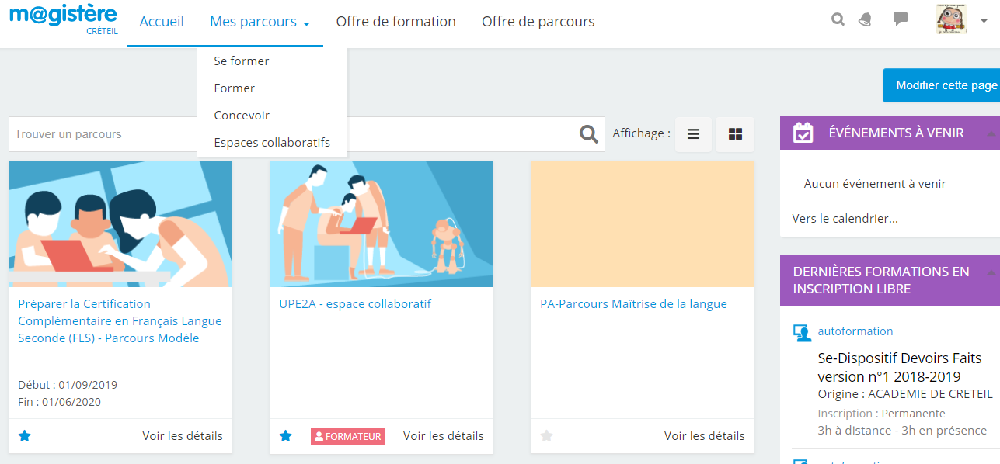 m@gistère
CRÉTEIL
Accueil
Mes parcours
Offre de formation
Offre de parcours
Se former
Former
Concevoir
Espaces collaboratifs
Modifier cette page
Trouver un parcours
Affichage :
ÉVÉNEMENTS À VENIR
Aucun événement à venir
Vers le calendrier...
Préparer la Certification
Complémentaire en Français Langue
Seconde (FLS) - Parcours Modèle
Début : 01/09/2019
Fin : 01/06/2020
Voir les détails
UPE2A - espace collaboratif
FORMATEUR
Voir les détails
PA-Parcours Maîtrise de la langue
Voir les détails
DERNIÈRES FORMATIONS EN
INSCRIPTION LIBRE
autoformation
Se-Dispositif Devoirs Faits
version n°1 2018-2019
Origine : ACADEMIE DE CRETEIL
Inscription : Permanente
3h à distance - 3h en présence